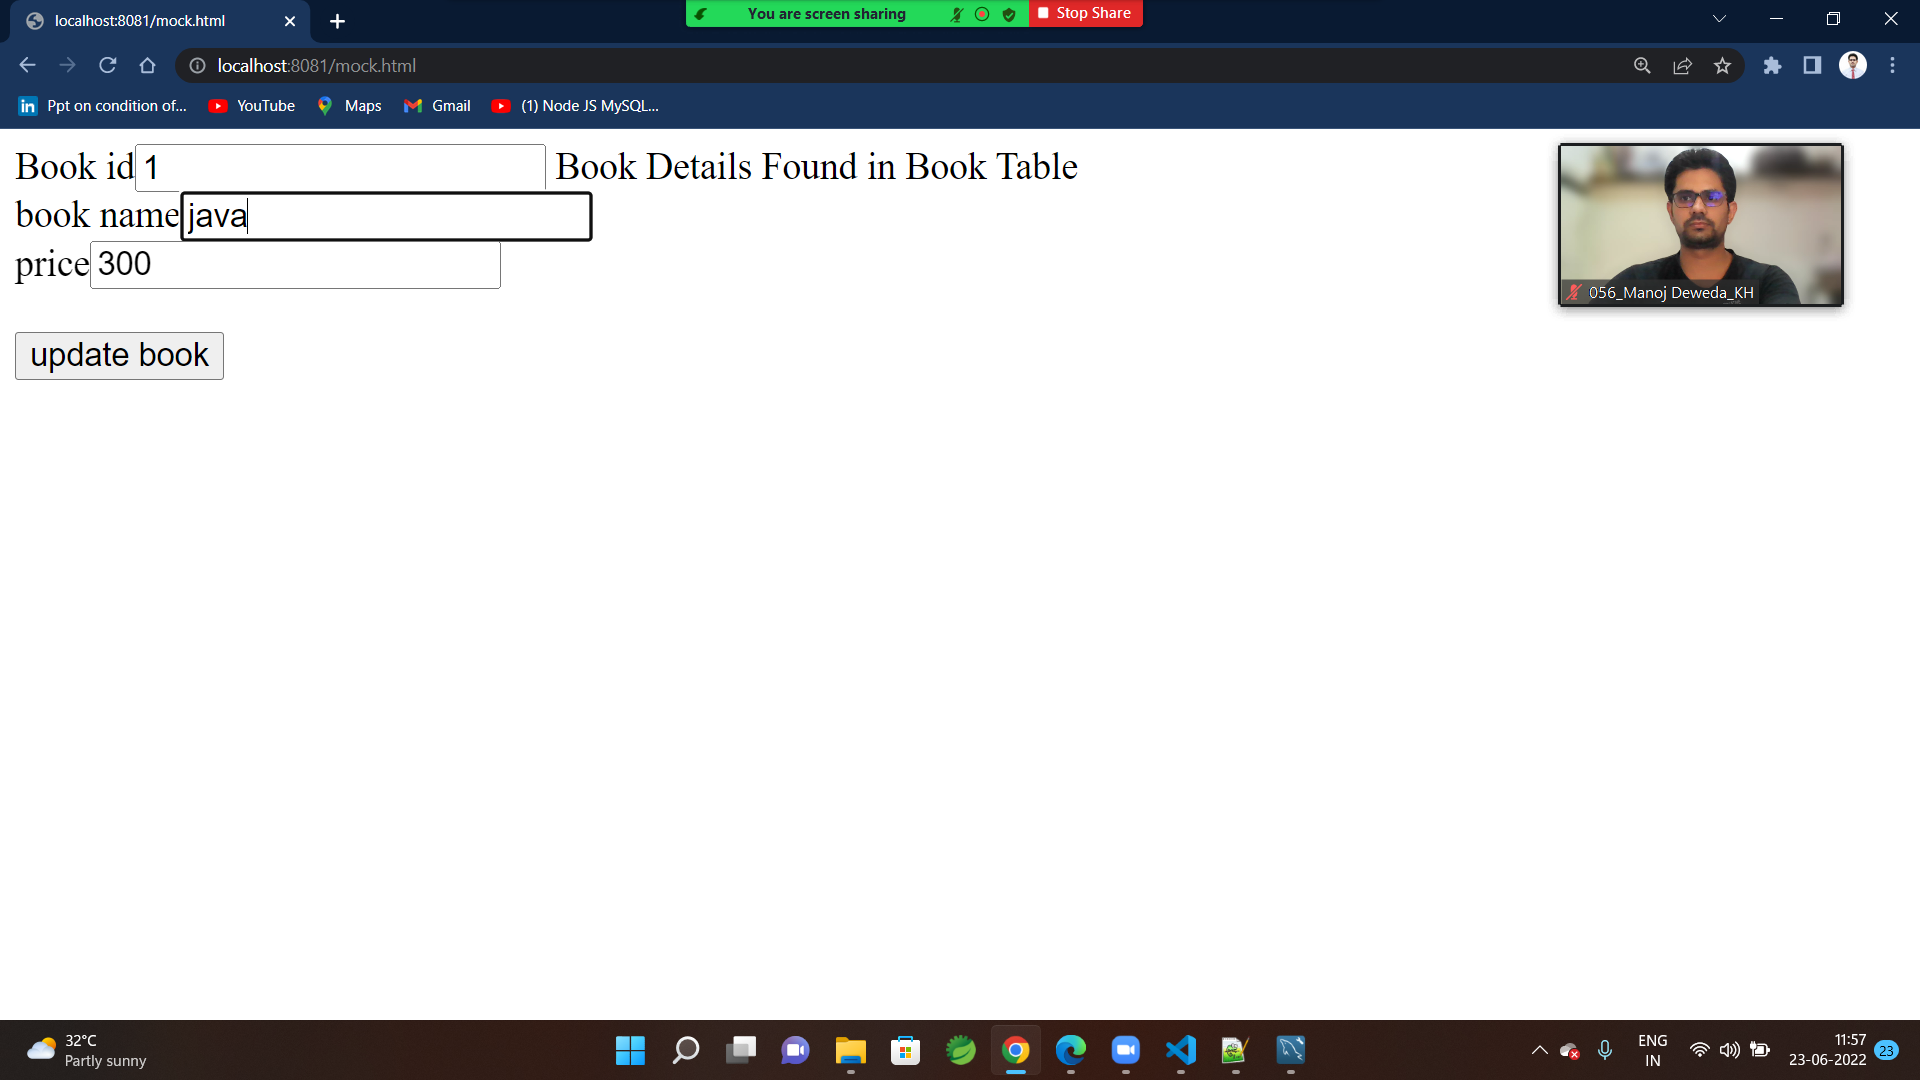 localhost:8081/mock.html
You are screen sharing
Stop Share
localhost:8081/mock.html
Ppt on condition of...
YouTube
Maps
Gmail
(1) Node JS MySQL...
Book id 1 Book Details Found in Book Table
book name java
price 300
update book
056_Manoj Deweda_KH
32°C
Partly sunny
ENG
IN
11:57
23-06-2022
23